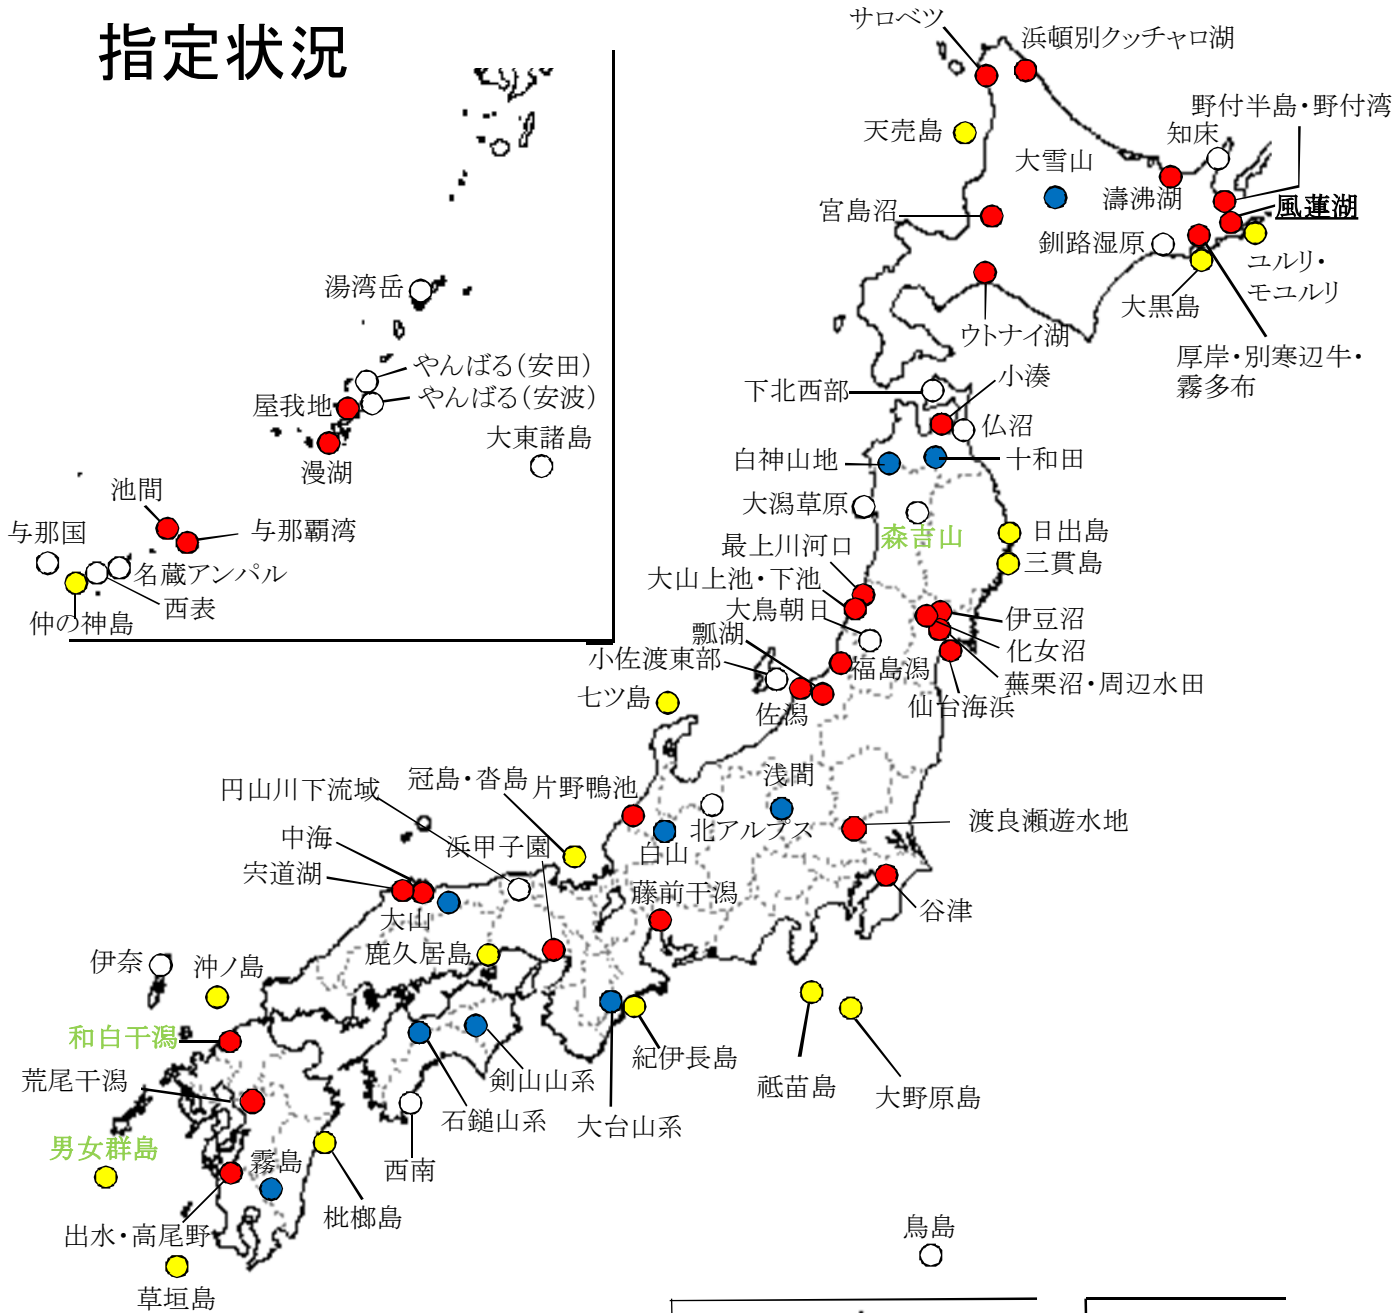 指定状況
サロベツ
浜頓別クッチャロ湖
野付半島・野付湾
天売島
知床
大雪山
濤沸湖
宮島沼
風蓮湖
釧路湿原
ユルリ・
モユルリ
大黒島
ウトナイ湖
厚岸・別寒辺牛・
霧多布
湯湾岳
やんばる(安田)
やんばる(安波)
屋我地
漫湖
大東諸島
池間
与那覇湾
与那国
名蔵アンパル
西表
仲の神島
下北西部
小湊
仏沼
白神山地
十和田
大潟草原
森吉山
日出島
三貫島
最上川河口
大山上池・下池
大鳥朝日
瓢湖
伊豆沼
化女沼
蕪栗沼・周辺水田
仙台海浜
小佐渡東部
福島潟
佐潟
七ツ島
円山川下流域
冠島・沓島
片野鴨池
浅間
北アルプス
渡良瀬遊水地
中海
浜甲子園
白山
宍道湖
大山
藤前干潟
谷津
鹿久居島
伊奈
沖ノ島
和白干潟
紀伊長島
祗苗島
大野原島
荒尾干潟
剣山山系
石鎚山系
大台山系
男女群島
霧島
西南
枇榔島
出水・高尾野
草垣島
鳥島